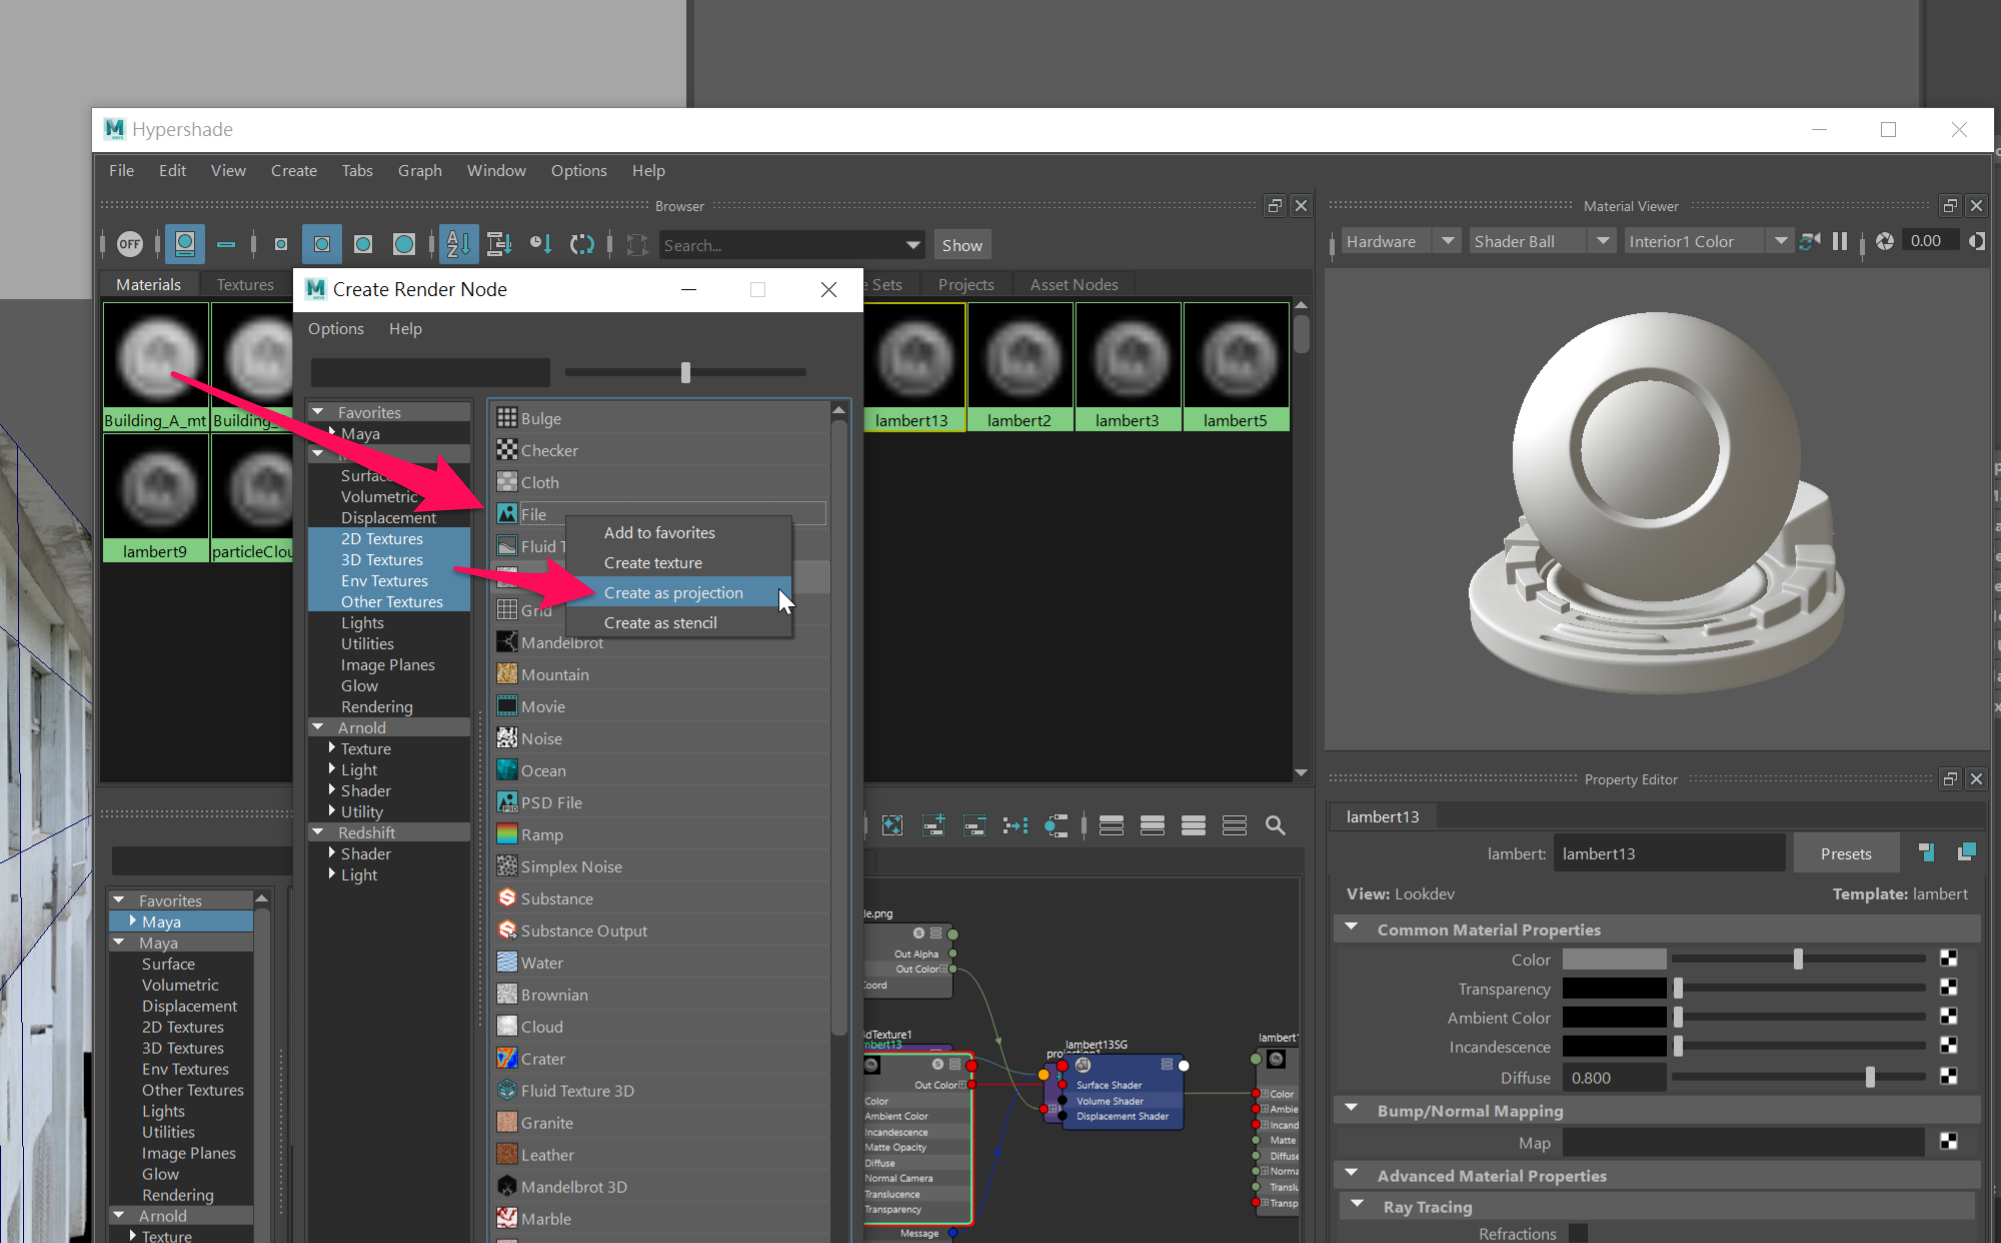 Hypershade
File Edit View Create Tabs Graph Window Options Help
Browser
OFF
Search...
Show
Materials Textures
Sets Projects Asset Nodes
Building_A_mt
Building_
lambert13
lambert2
lambert3
lambert5
lambert9
particleClou
Create Render Node
Options Help
Favorites
Maya
Surfac
Volumetric
Displacement
2D Textures
3D Textures
Env Textures
Other Textures
Lights
Utilities
Image Planes
Glow
Rendering
Arnold
Texture
Light
Shader
Utility
Redshift
Shader
Light
Bulge
Checker
Cloth
File
Fluid T
Grid
Mandelbrot
Mountain
Movie
Noise
Ocean
PSD File
Ramp
Simplex Noise
Substance
Substance Output
Water
Brownian
Cloud
Crater
Fluid Texture 3D
Granite
Leather
Mandelbrot 3D
Marble
Add to favorites
Create texture
Create as projection
Create as stencil
Favorites
Maya
Maya
Surface
Volumetric
Displacement
2D Textures
3D Textures
Env Textures
Other Textures
Lights
Utilities
Image Planes
Glow
Rendering
Arnold
Texture
le.png
Out Alpha
Out Color
Coord
3dTexture1
mbert13
Out Color
Color
Ambient Color
Incandescence
Matte Opacity
Diffuse
Normal Camera
Translucence
Transparency
Message
lambert13SG
Surface Shader
Volume Shader
Displacement Shader
lambert1
Color
Ambie
Incand
Matte
Diffuse
Norma
Translu
Transp
Material Viewer
Hardware
Shader Ball
Interior1 Color
0.00
Property Editor
lambert13
lambert: lambert13
Presets
View: Lookdev
Template: lambert
Common Material Properties
Color
Transparency
Ambient Color
Incandescence
Diffuse 0.800
Bump/Normal Mapping
Map
Advanced Material Properties
Ray Tracing
Refractions